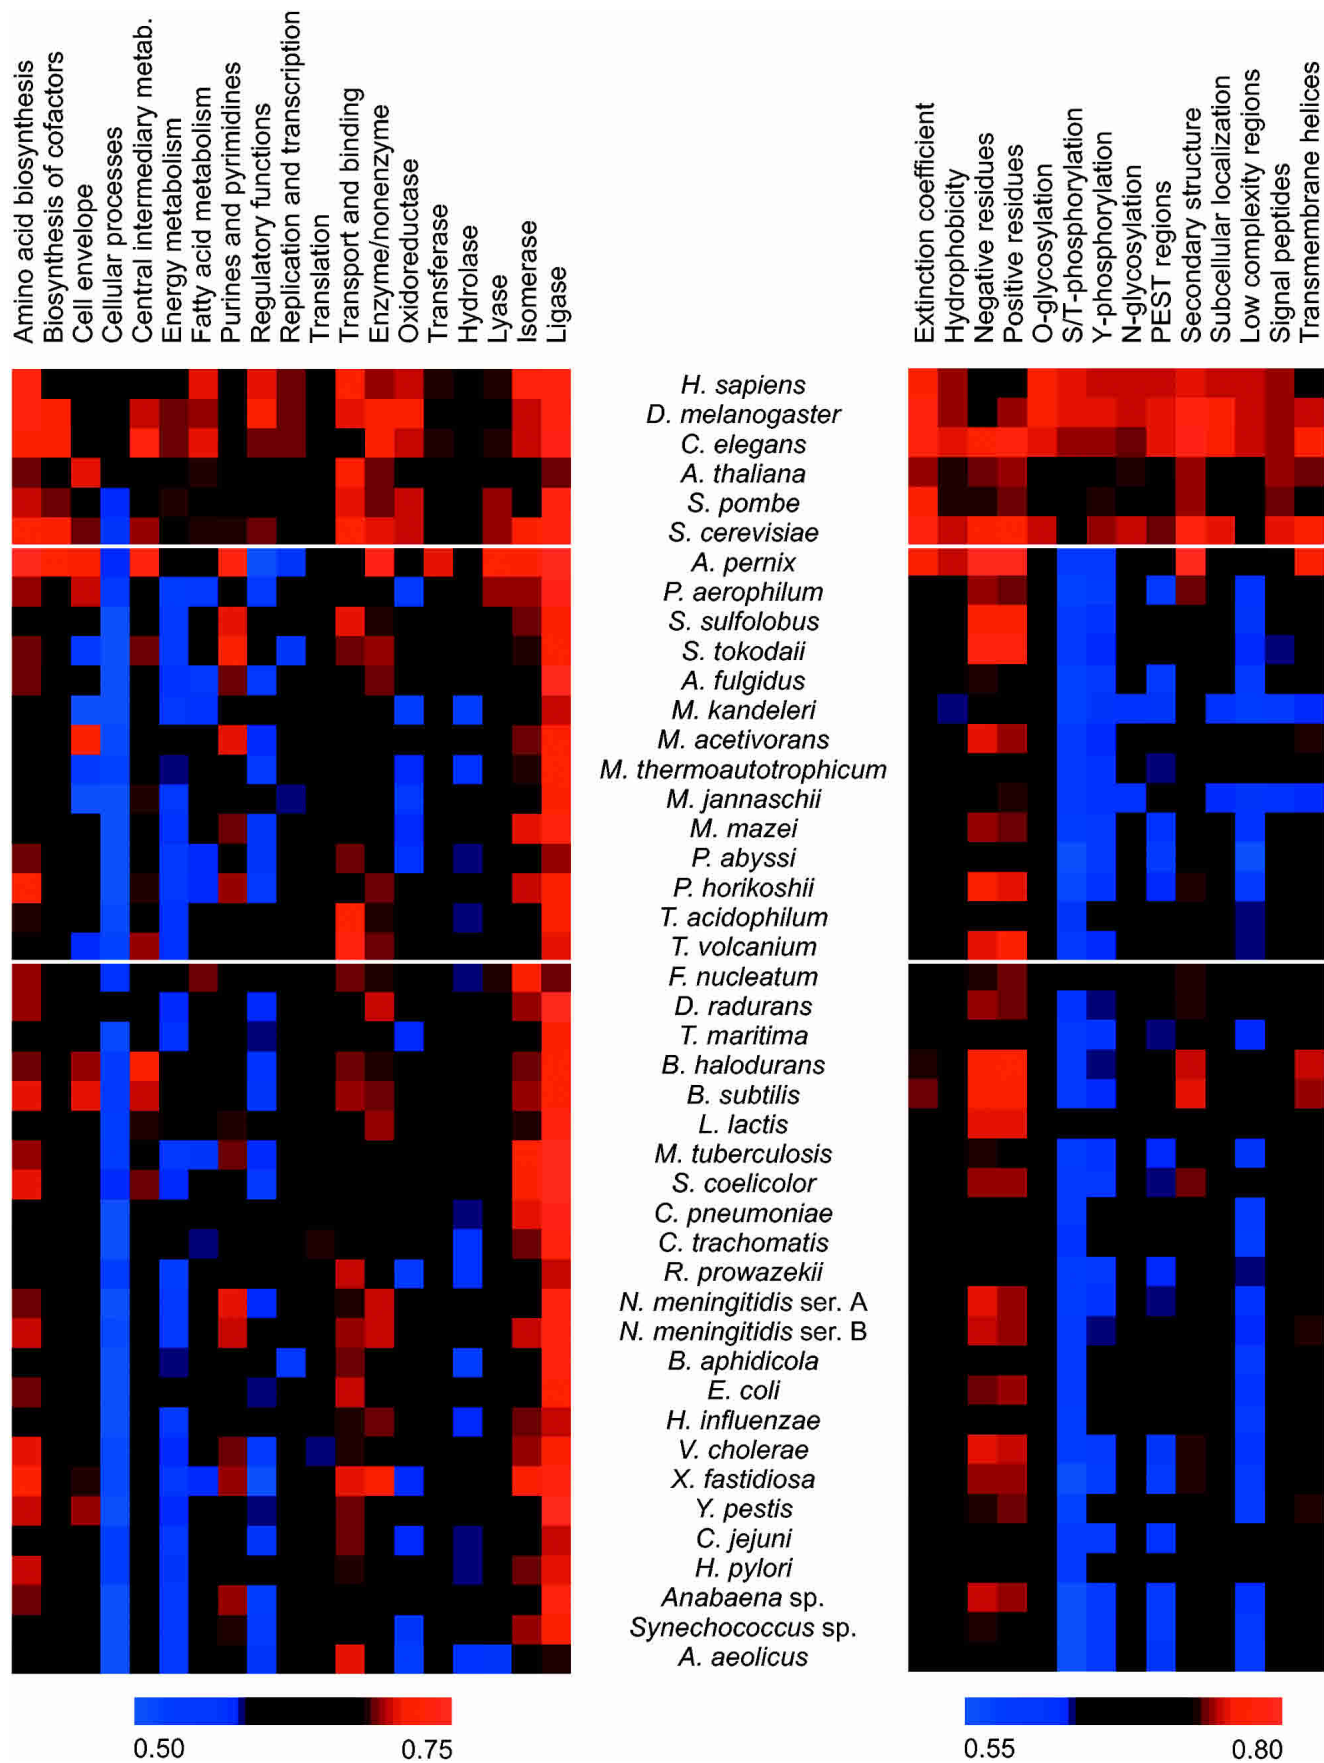 Amino acid biosynthesis
Biosynthesis of cofactors
Cell envelope
Cellular processes
Central intermediary metab.
Energy metabolism
Fatty acid metabolism
Purines and pyrimidines
Regulatory functions
Replication and transcription
Translation
Transport and binding
Enzyme/nonenzyme
Oxidoreductase
Transferase
Hydrolase
Lyase
Isomerase
Ligase
Extinction coefficient
Hydrophobicity
Negative residues
Positive residues
O-glycosylation
S/T-phosphorylation
Y-phosphorylation
N-glycosylation
PEST regions
Secondary structure
Subcellular localization
Low complexity regions
Signal peptides
Transmembrane helices
H. sapiens
D. melanogaster
C. elegans
A. thaliana
S. pombe
S. cerevisiae
A. pernix
P. aerophilum
S. sulfolobus
S. tokodaii
A. fulgidus
M. kandeleri
M. acetivorans
M. thermoautotrophicum
M. jannaschii
M. mazei
P. abyssi
P. horikoshii
T. acidophilum
T. volcanium
F. nucleatum
D. radurans
T. maritima
B. halodurans
B. subtilis
L. lactis
M. tuberculosis
S. coelicolor
C. pneumoniae
C. trachomatis
R. prowazekii
N. meningitidis ser. A
N. meningitidis ser. B
B. aphidicola
E. coli
H. influenzae
V. cholerae
X. fastidiosa
Y. pestis
C. jejuni
H. pylori
Anabaena sp.
Synechococcus sp.
A. aeolicus
0.50 0.75
0.55 0.80